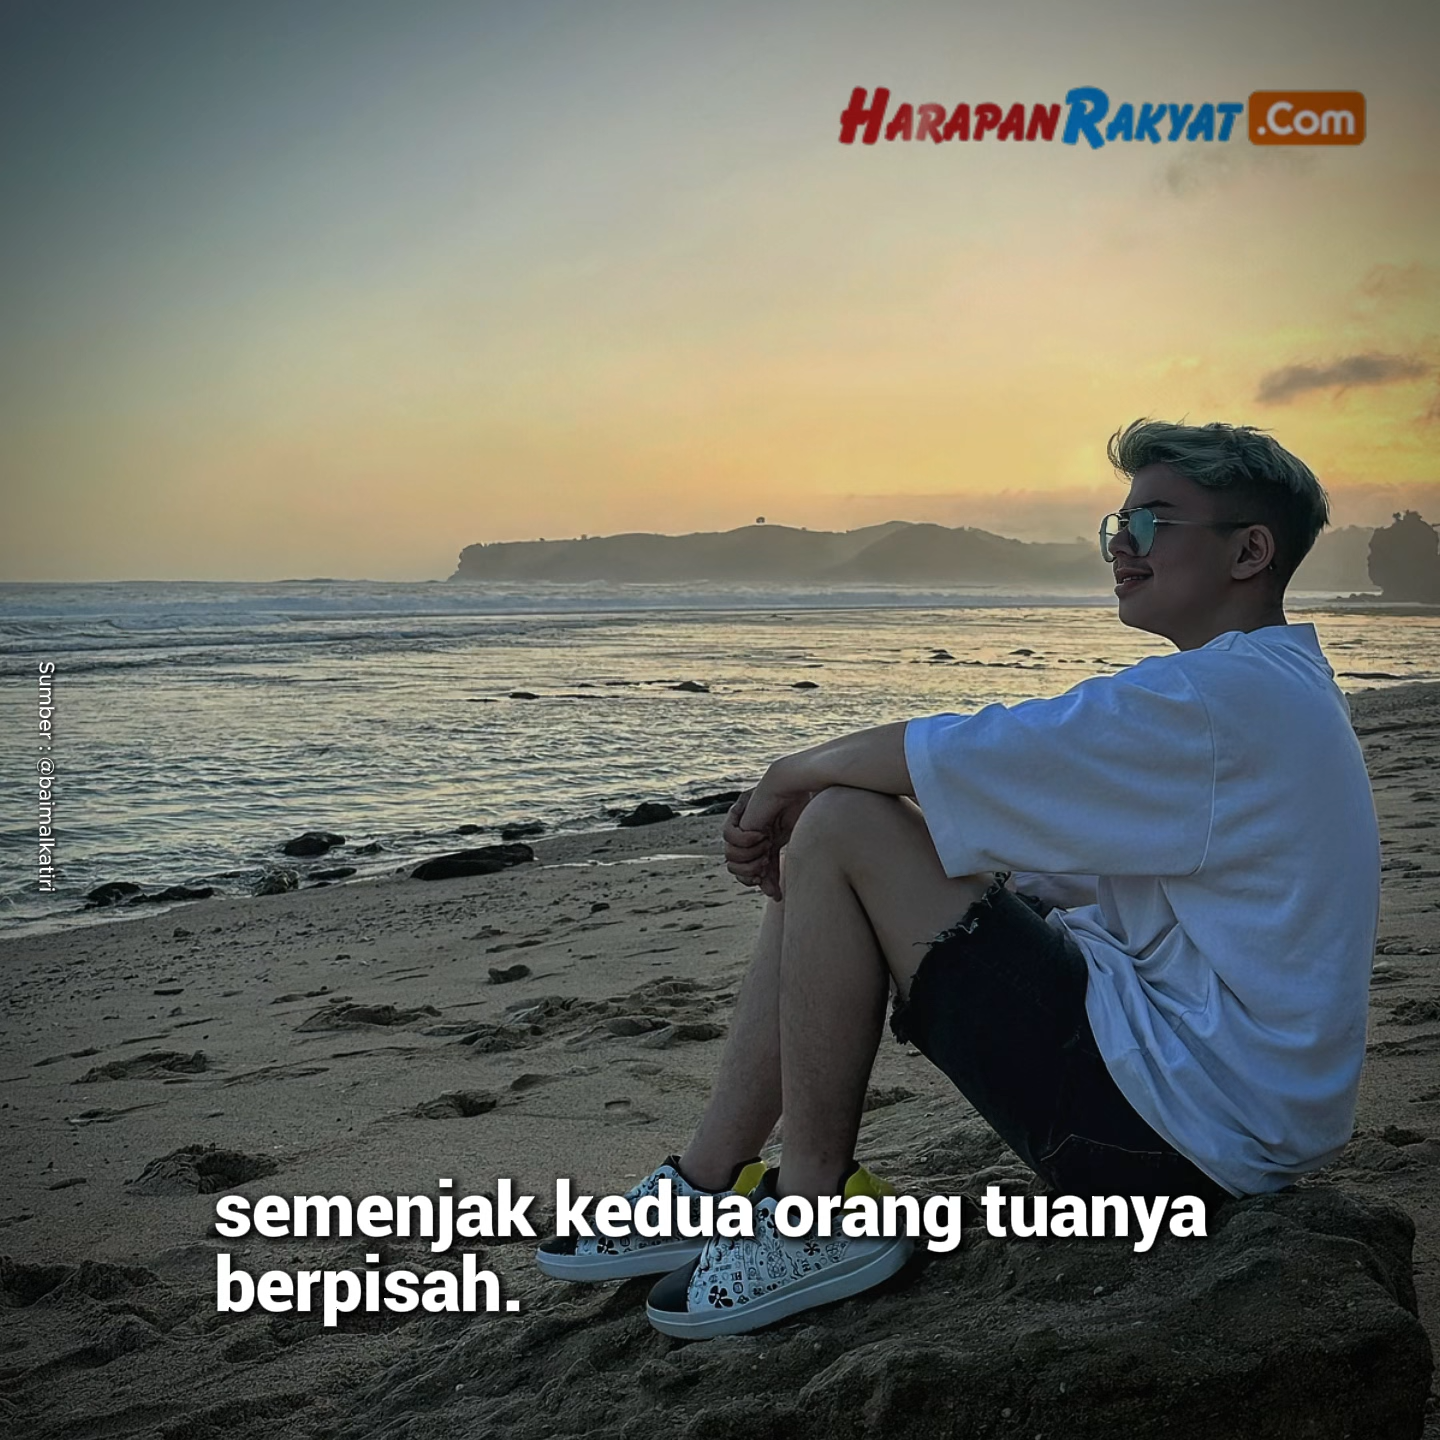 HARAPANRAKYAT.Com
Sumber : @baimalkatiri
semenjak kedua orang tuanya
berpisah.